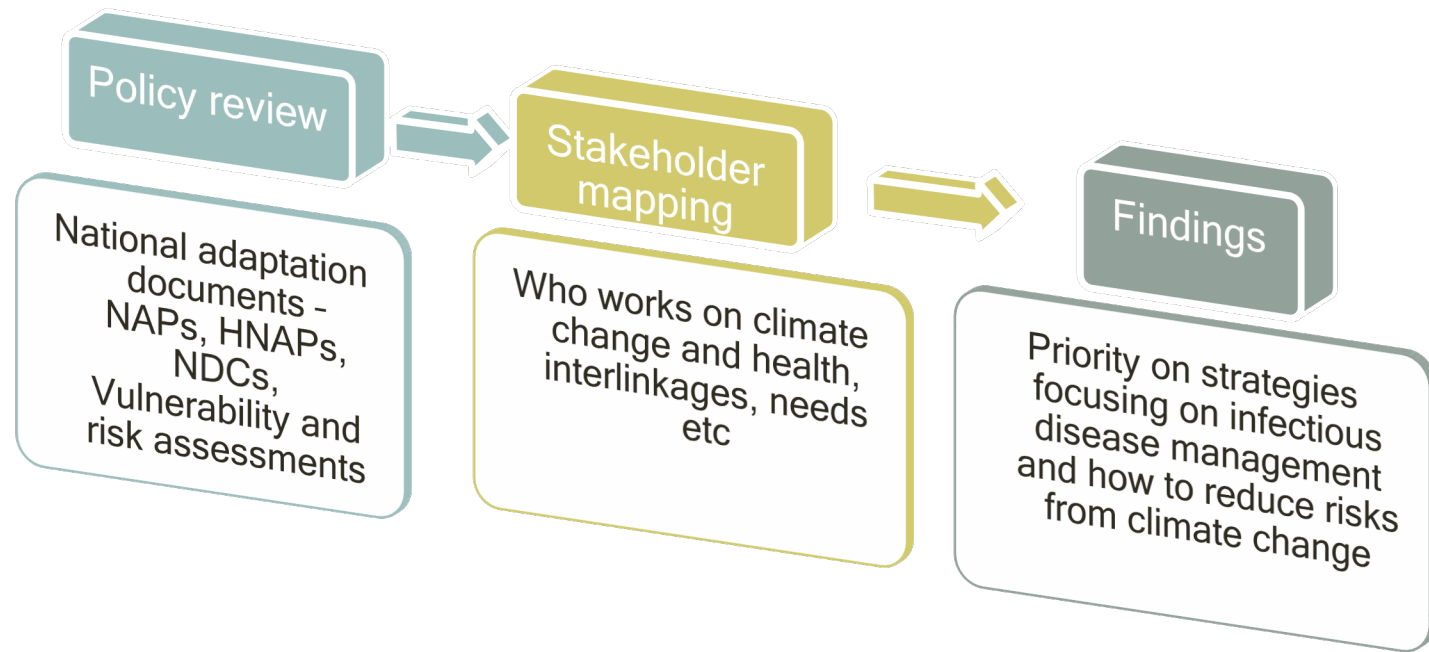 Policy review
National adaptation
documents –
NAPs, HNAPs,
NDCs,
Vulnerability and
risk assessments
Stakeholder
mapping
Who works on climate
change and health,
interlinkages, needs
etc
Findings
Priority on strategies
focusing on infectious
disease management
and how to reduce risks
from climate change